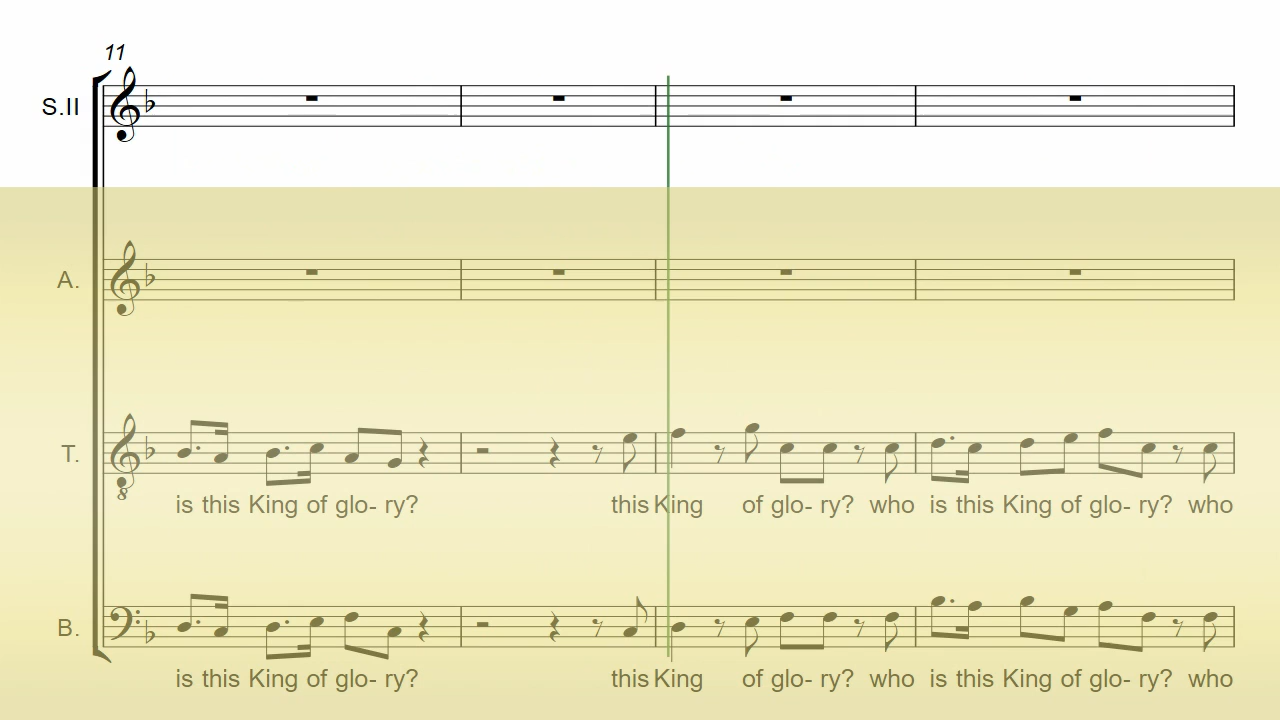 11
S.II
A.
T.
8
is this King of glo- ry? this King of glo- ry? who is this King of glo- ry? who
B.
is this King of glo- ry? this King of glo- ry? who is this King of glo- ry? who